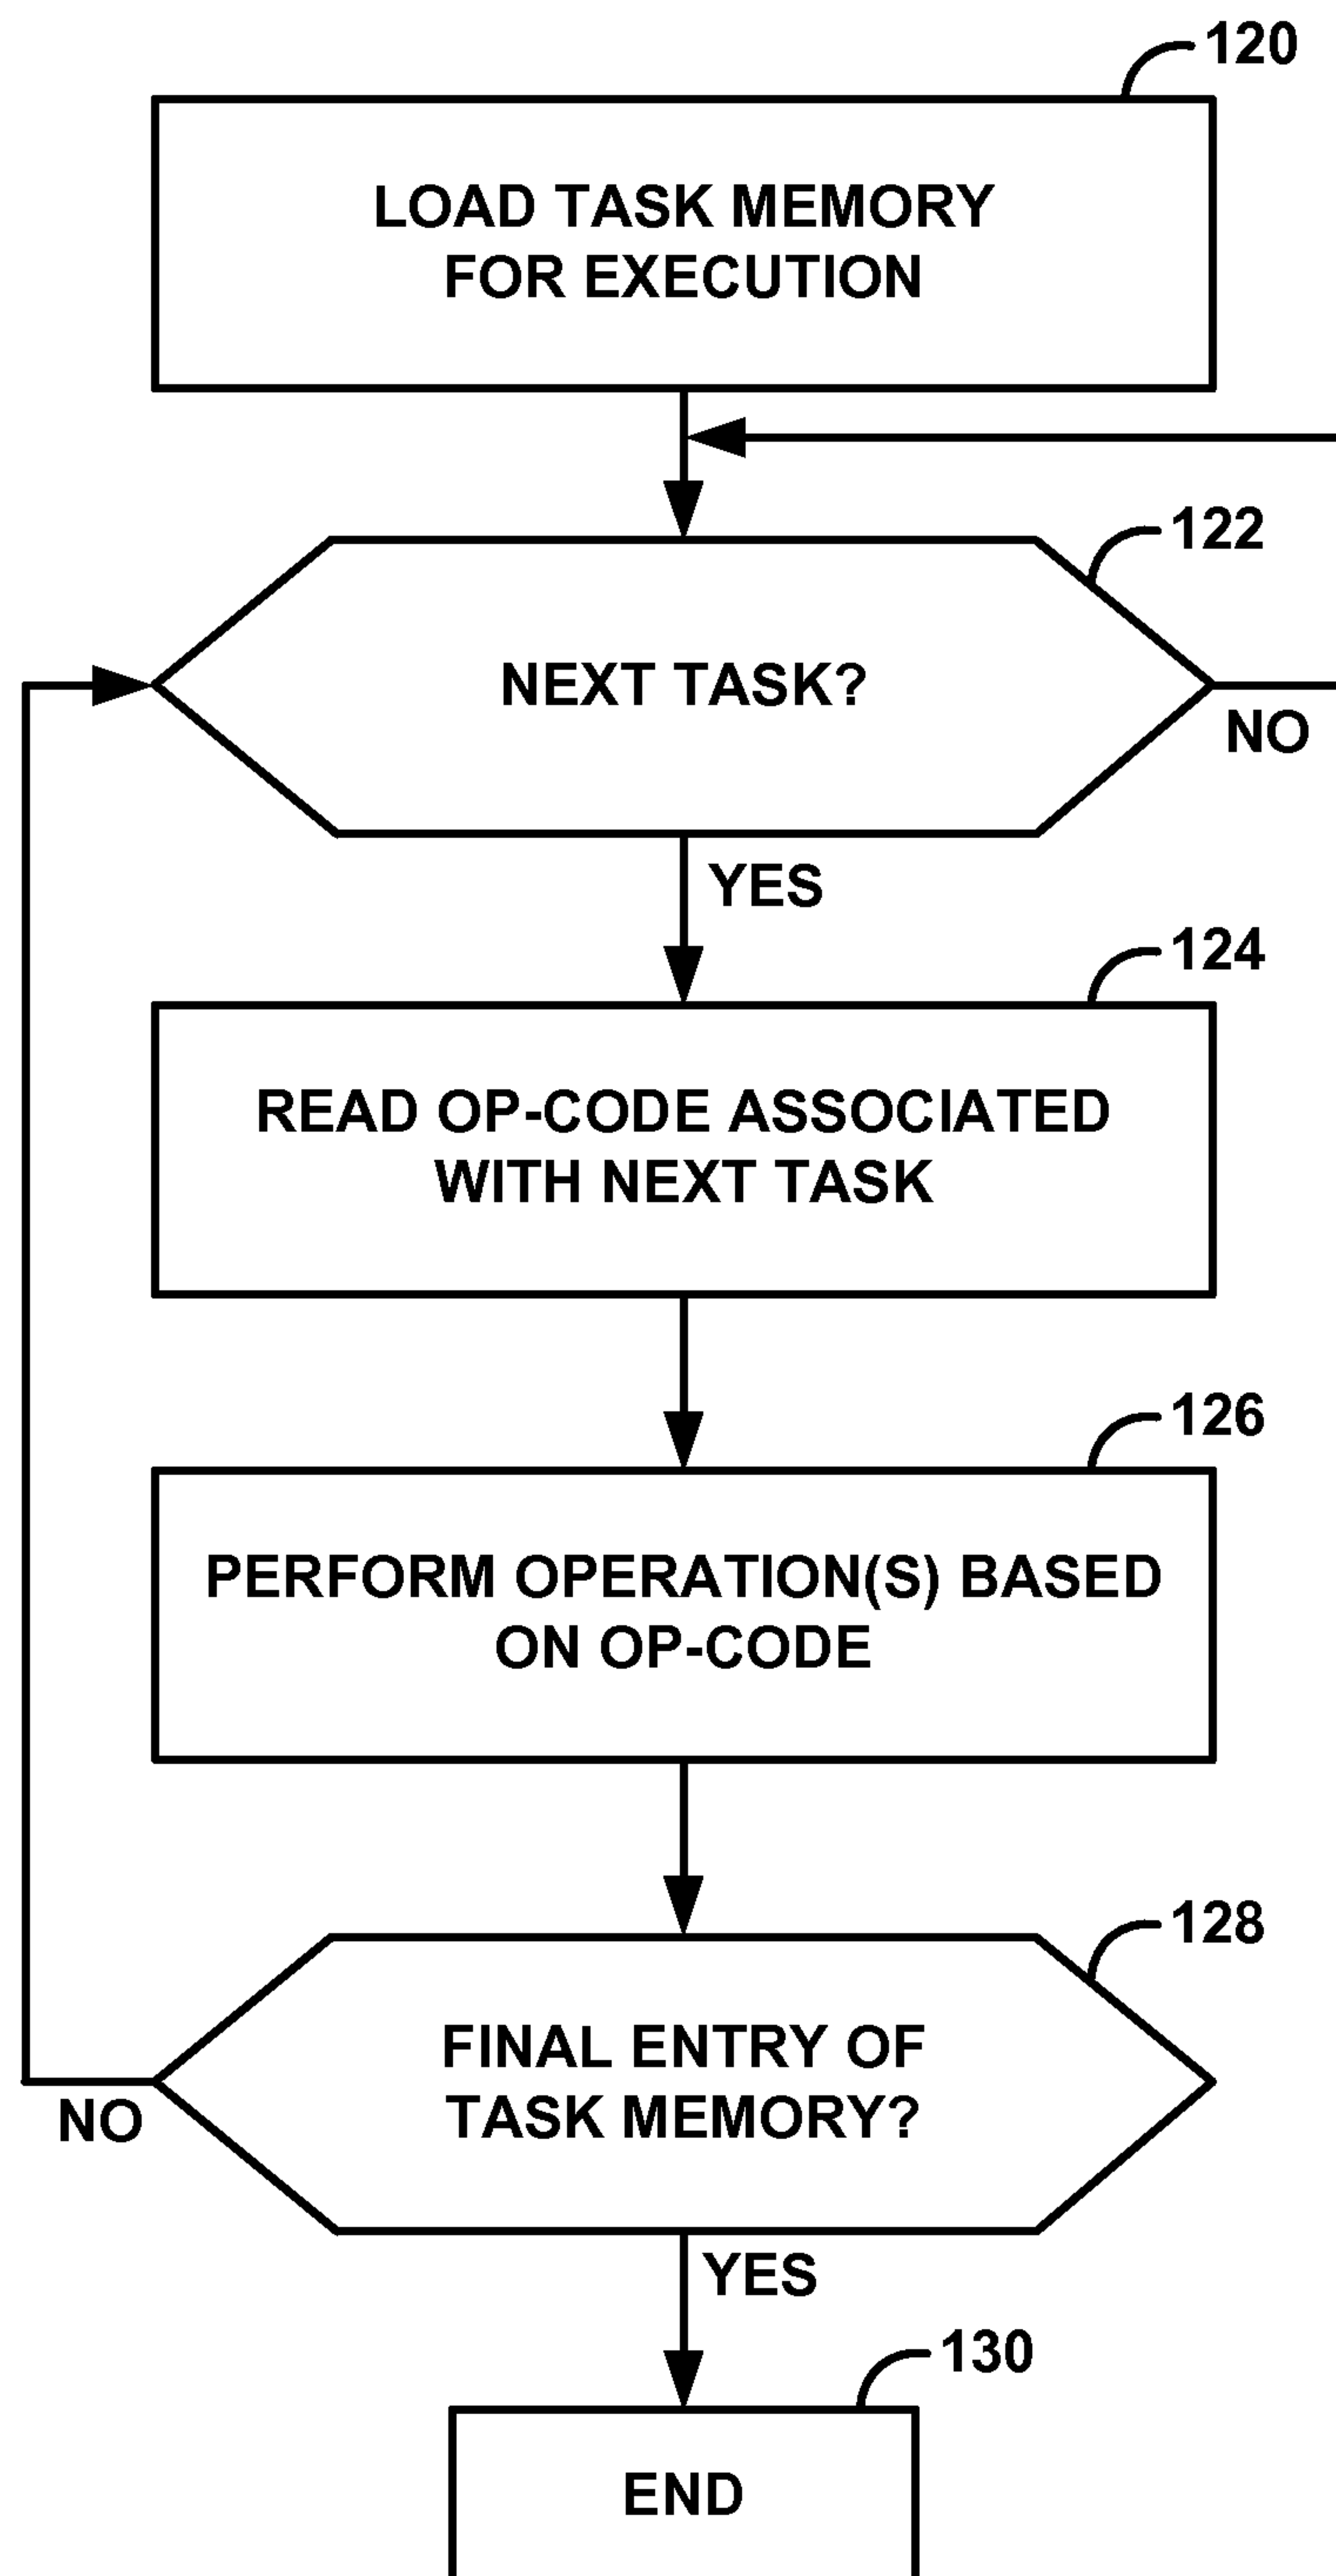 120
LOAD TASK MEMORY
FOR EXECUTION
122
NEXT TASK?
NO
YES
124
READ OP-CODE ASSOCIATED
WITH NEXT TASK
126
PERFORM OPERATION(S) BASED
ON OP-CODE
128
FINAL ENTRY OF
TASK MEMORY?
NO
YES
130
END